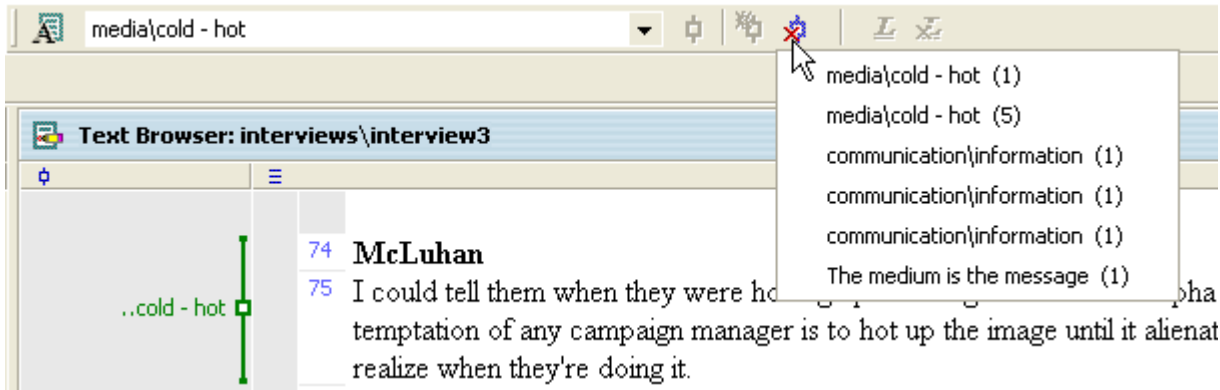 media\cold - hot
media\cold - hot (1)
media\cold - hot (5)
communication\information (1)
communication\information (1)
communication\information (1)
The medium is the message (1)
Text Browser: interviews\interview3
74 McLuhan
..cold - hot
75 I could tell them when they were
temptation of any campaign manager is to hot up the image until it alienat
realize when they're doing it.